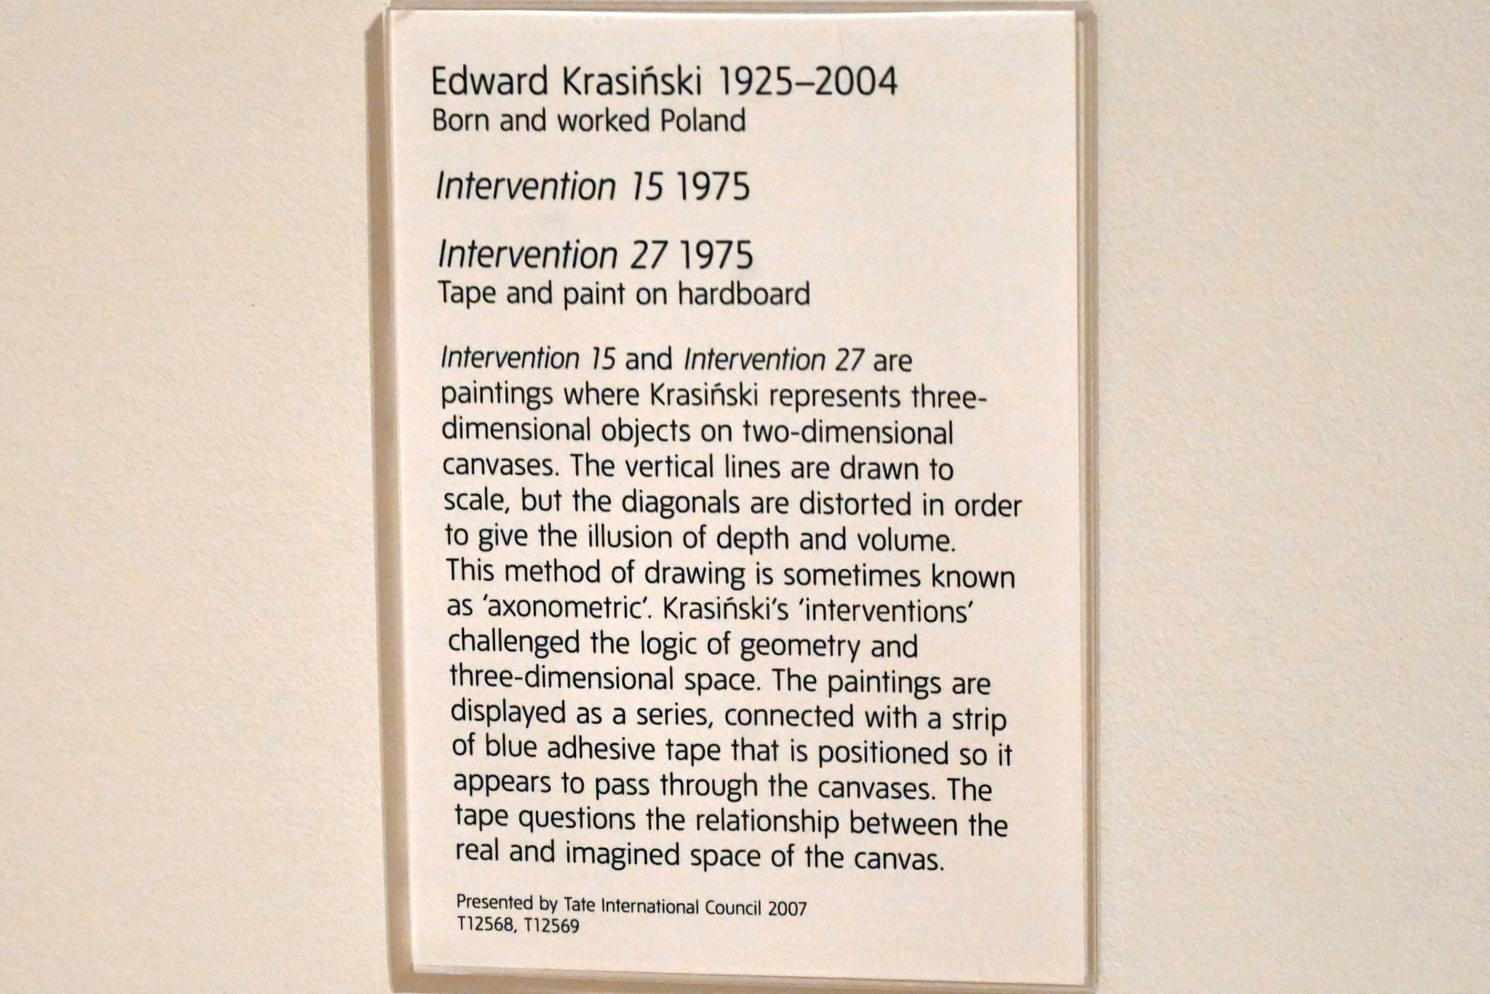 Edward Krasiński 1925–2004
Born and worked Poland
Intervention 15 1975
Intervention 27 1975
Tape and paint on hardboard
Intervention 15 and Intervention 27 are
paintings where Krasiński represents three-
dimensional objects on two-dimensional
canvases. The vertical lines are drawn to
scale, but the diagonals are distorted in order
to give the illusion of depth and volume.
This method of drawing is sometimes known
as ‘axonometric’. Krasiński’s ‘interventions’
challenged the logic of geometry and
three-dimensional space. The paintings are
displayed as a series, connected with a strip
of blue adhesive tape that is positioned so it
appears to pass through the canvases. The
tape questions the relationship between the
real and imagined space of the canvas.
Presented by Tate International Council 2007
T12568, T12569